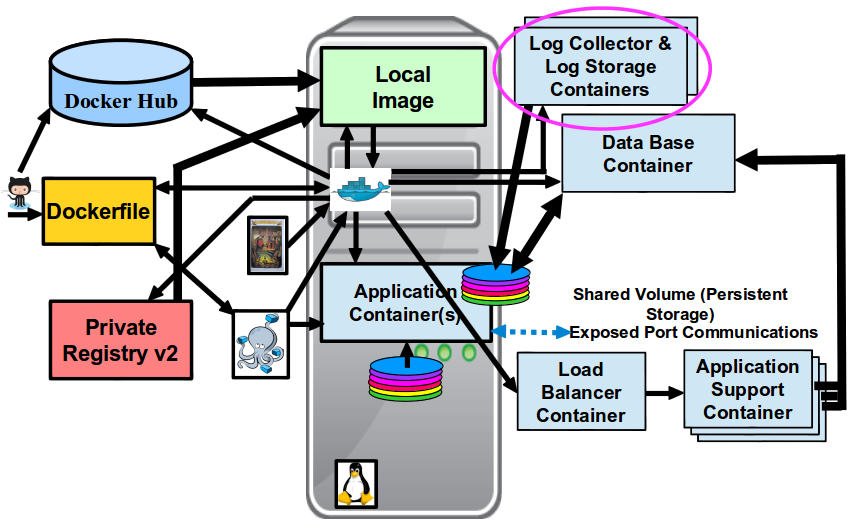 Log Collector &
Log Storage
Containers
Docker Hub
Local
Image
Data Base
Container
Dockerfile
Application
Container(s)
Shared Volume (Persistent
Storage)
Exposed Port Communications
Private
Registry v2
Load
Balancer
Container
Application
Support
Container